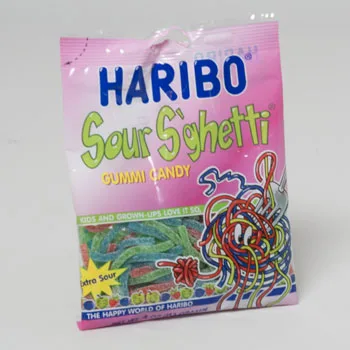 HARIBO
Sour S'ghetti®
GUMMI CANDY
KIDS AND GROWN-UPS LOVE IT SO,
Extra Sour
THE HAPPY WORLD OF HARIBO